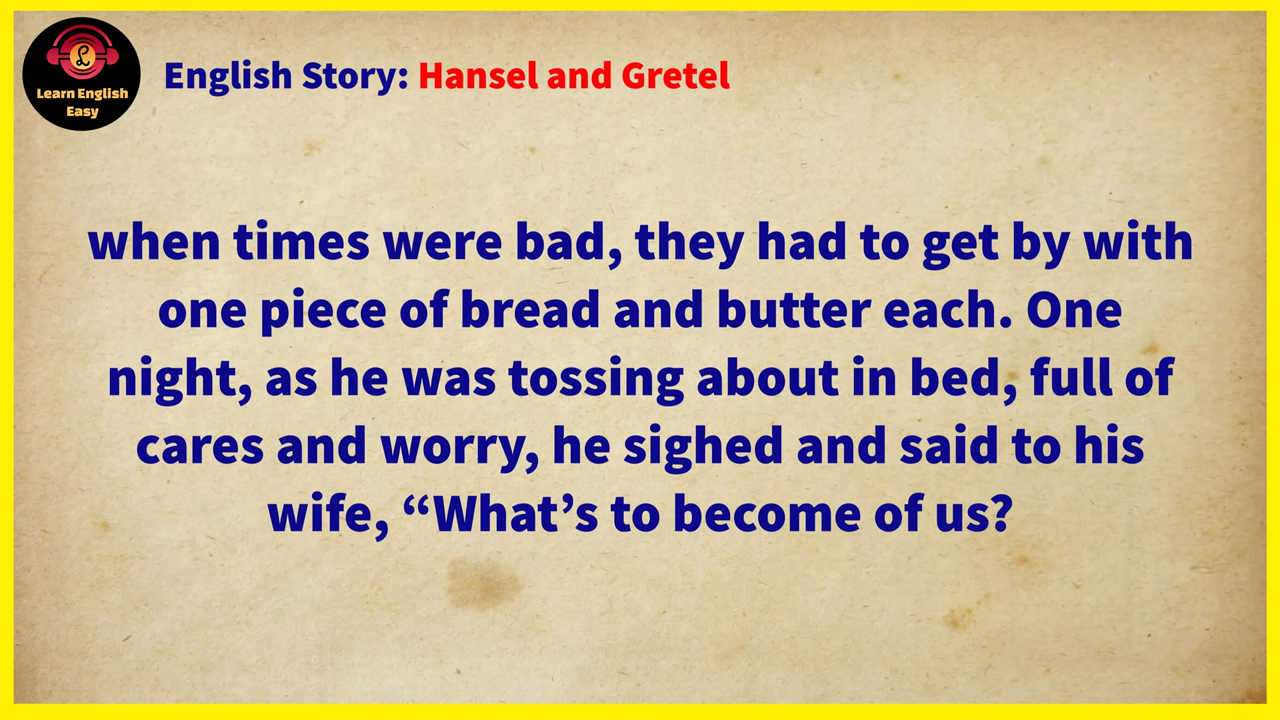 Learn English
Easy
English Story: Hansel and Gretel
when times were bad, they had to get by with
one piece of bread and butter each. One
night, as he was tossing about in bed, full of
cares and worry, he sighed and said to his
wife, “What’s to become of us?